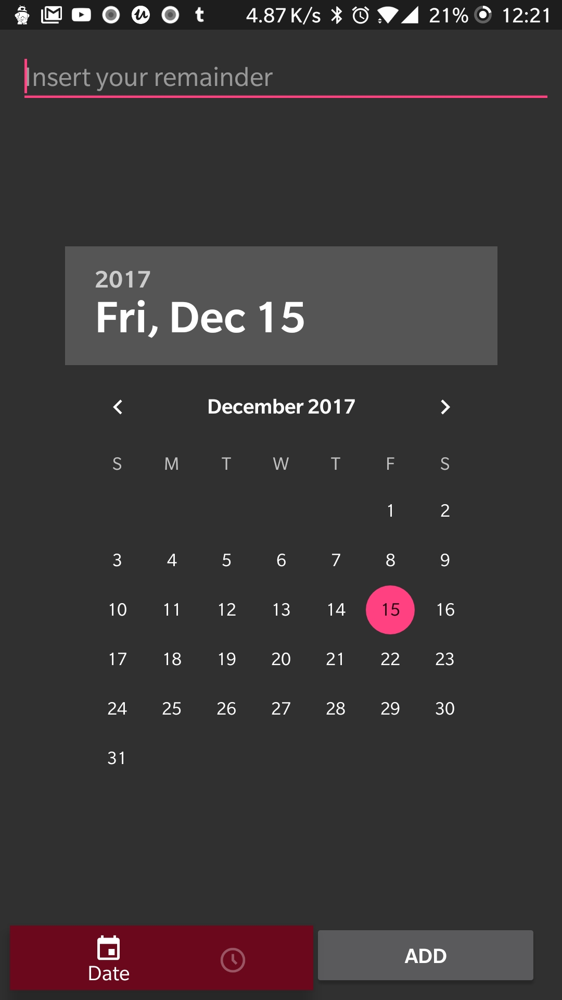 4.87 K/s 21% 12:21
Insert your remainder
2017
Fri, Dec 15
December 2017
S M T W T F S
1 2
3 4 5 6 7 8 9
10 11 12 13 14 15 16
17 18 19 20 21 22 23
24 25 26 27 28 29 30
31
Date ADD